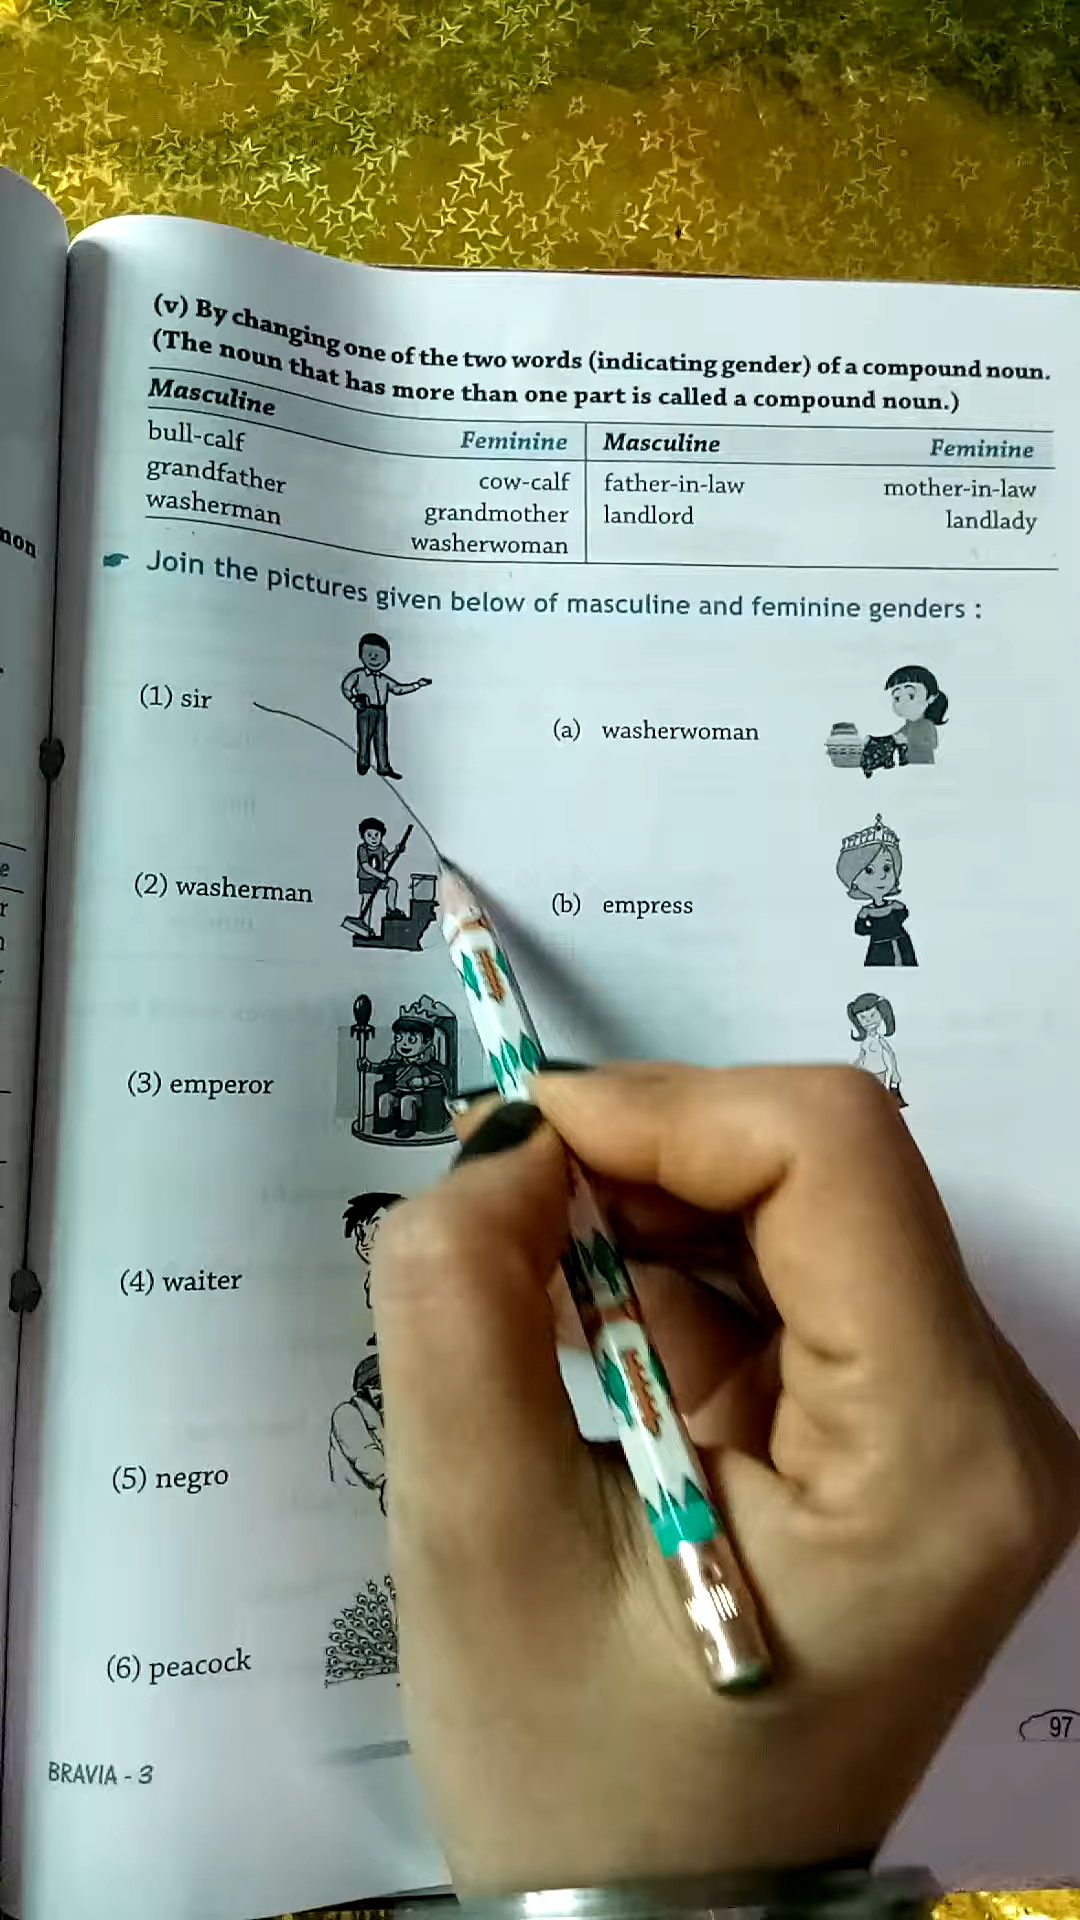 (v) By changing one of the two words (indicating gender) of a compound noun.
(The noun that has more than one part is called a compound noun.)
Masculine Feminine Masculine Feminine
bull-calf cow-calf father-in-law mother-in-law
grandfather grandmother landlord landlady
washerman washerwoman
Join the pictures given below of masculine and feminine genders :
(1) sir
(a) washerwoman
(2) washerman
(b) empress
(3) emperor
(4) waiter
(5) negro
(6) peacock
97
BRAVIA - 3